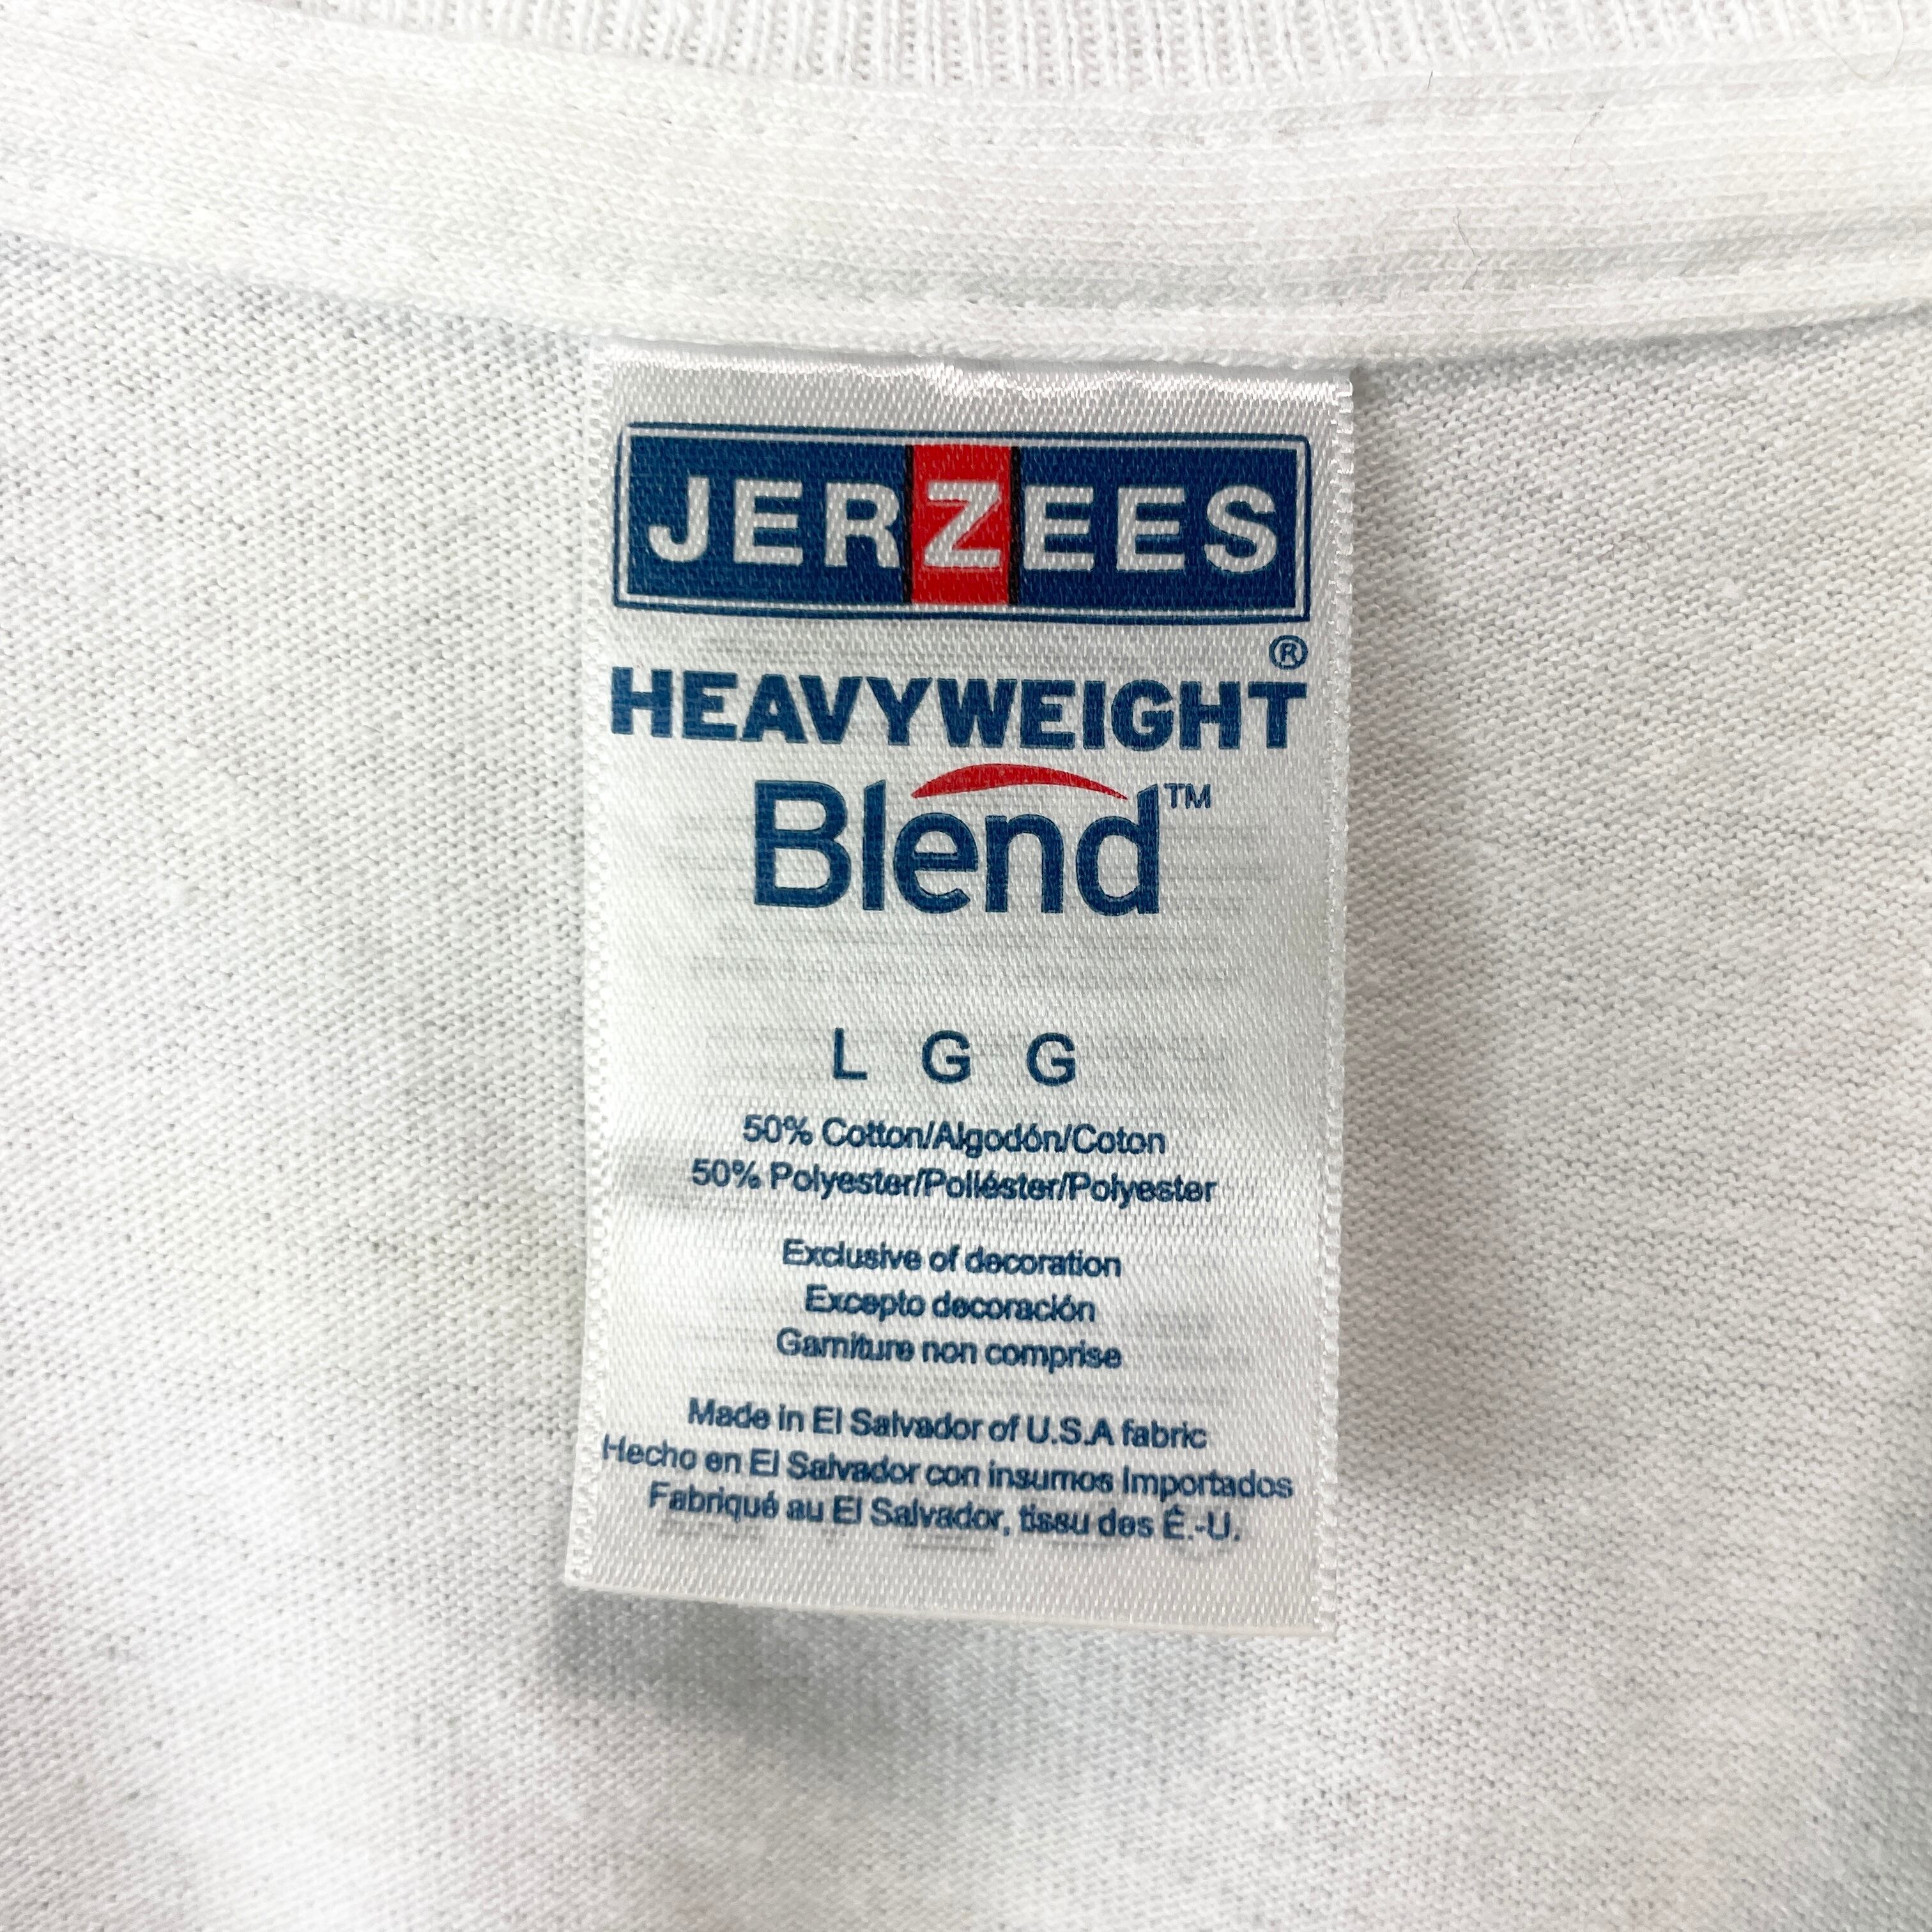 JERZEES
®
HEAVYWEIGHT
Blend™
L G G
50% Cotton/Algodón/Coton
50% Polyester/Poliéster/Polyester
Exclusive of decoration
Excepto decoración
Garniture non comprise
Made in El Salvador of U.S.A fabric
Hecho en El Salvador con insumos Importados
Fabriqué au El Salvador, tissu des É.-U.